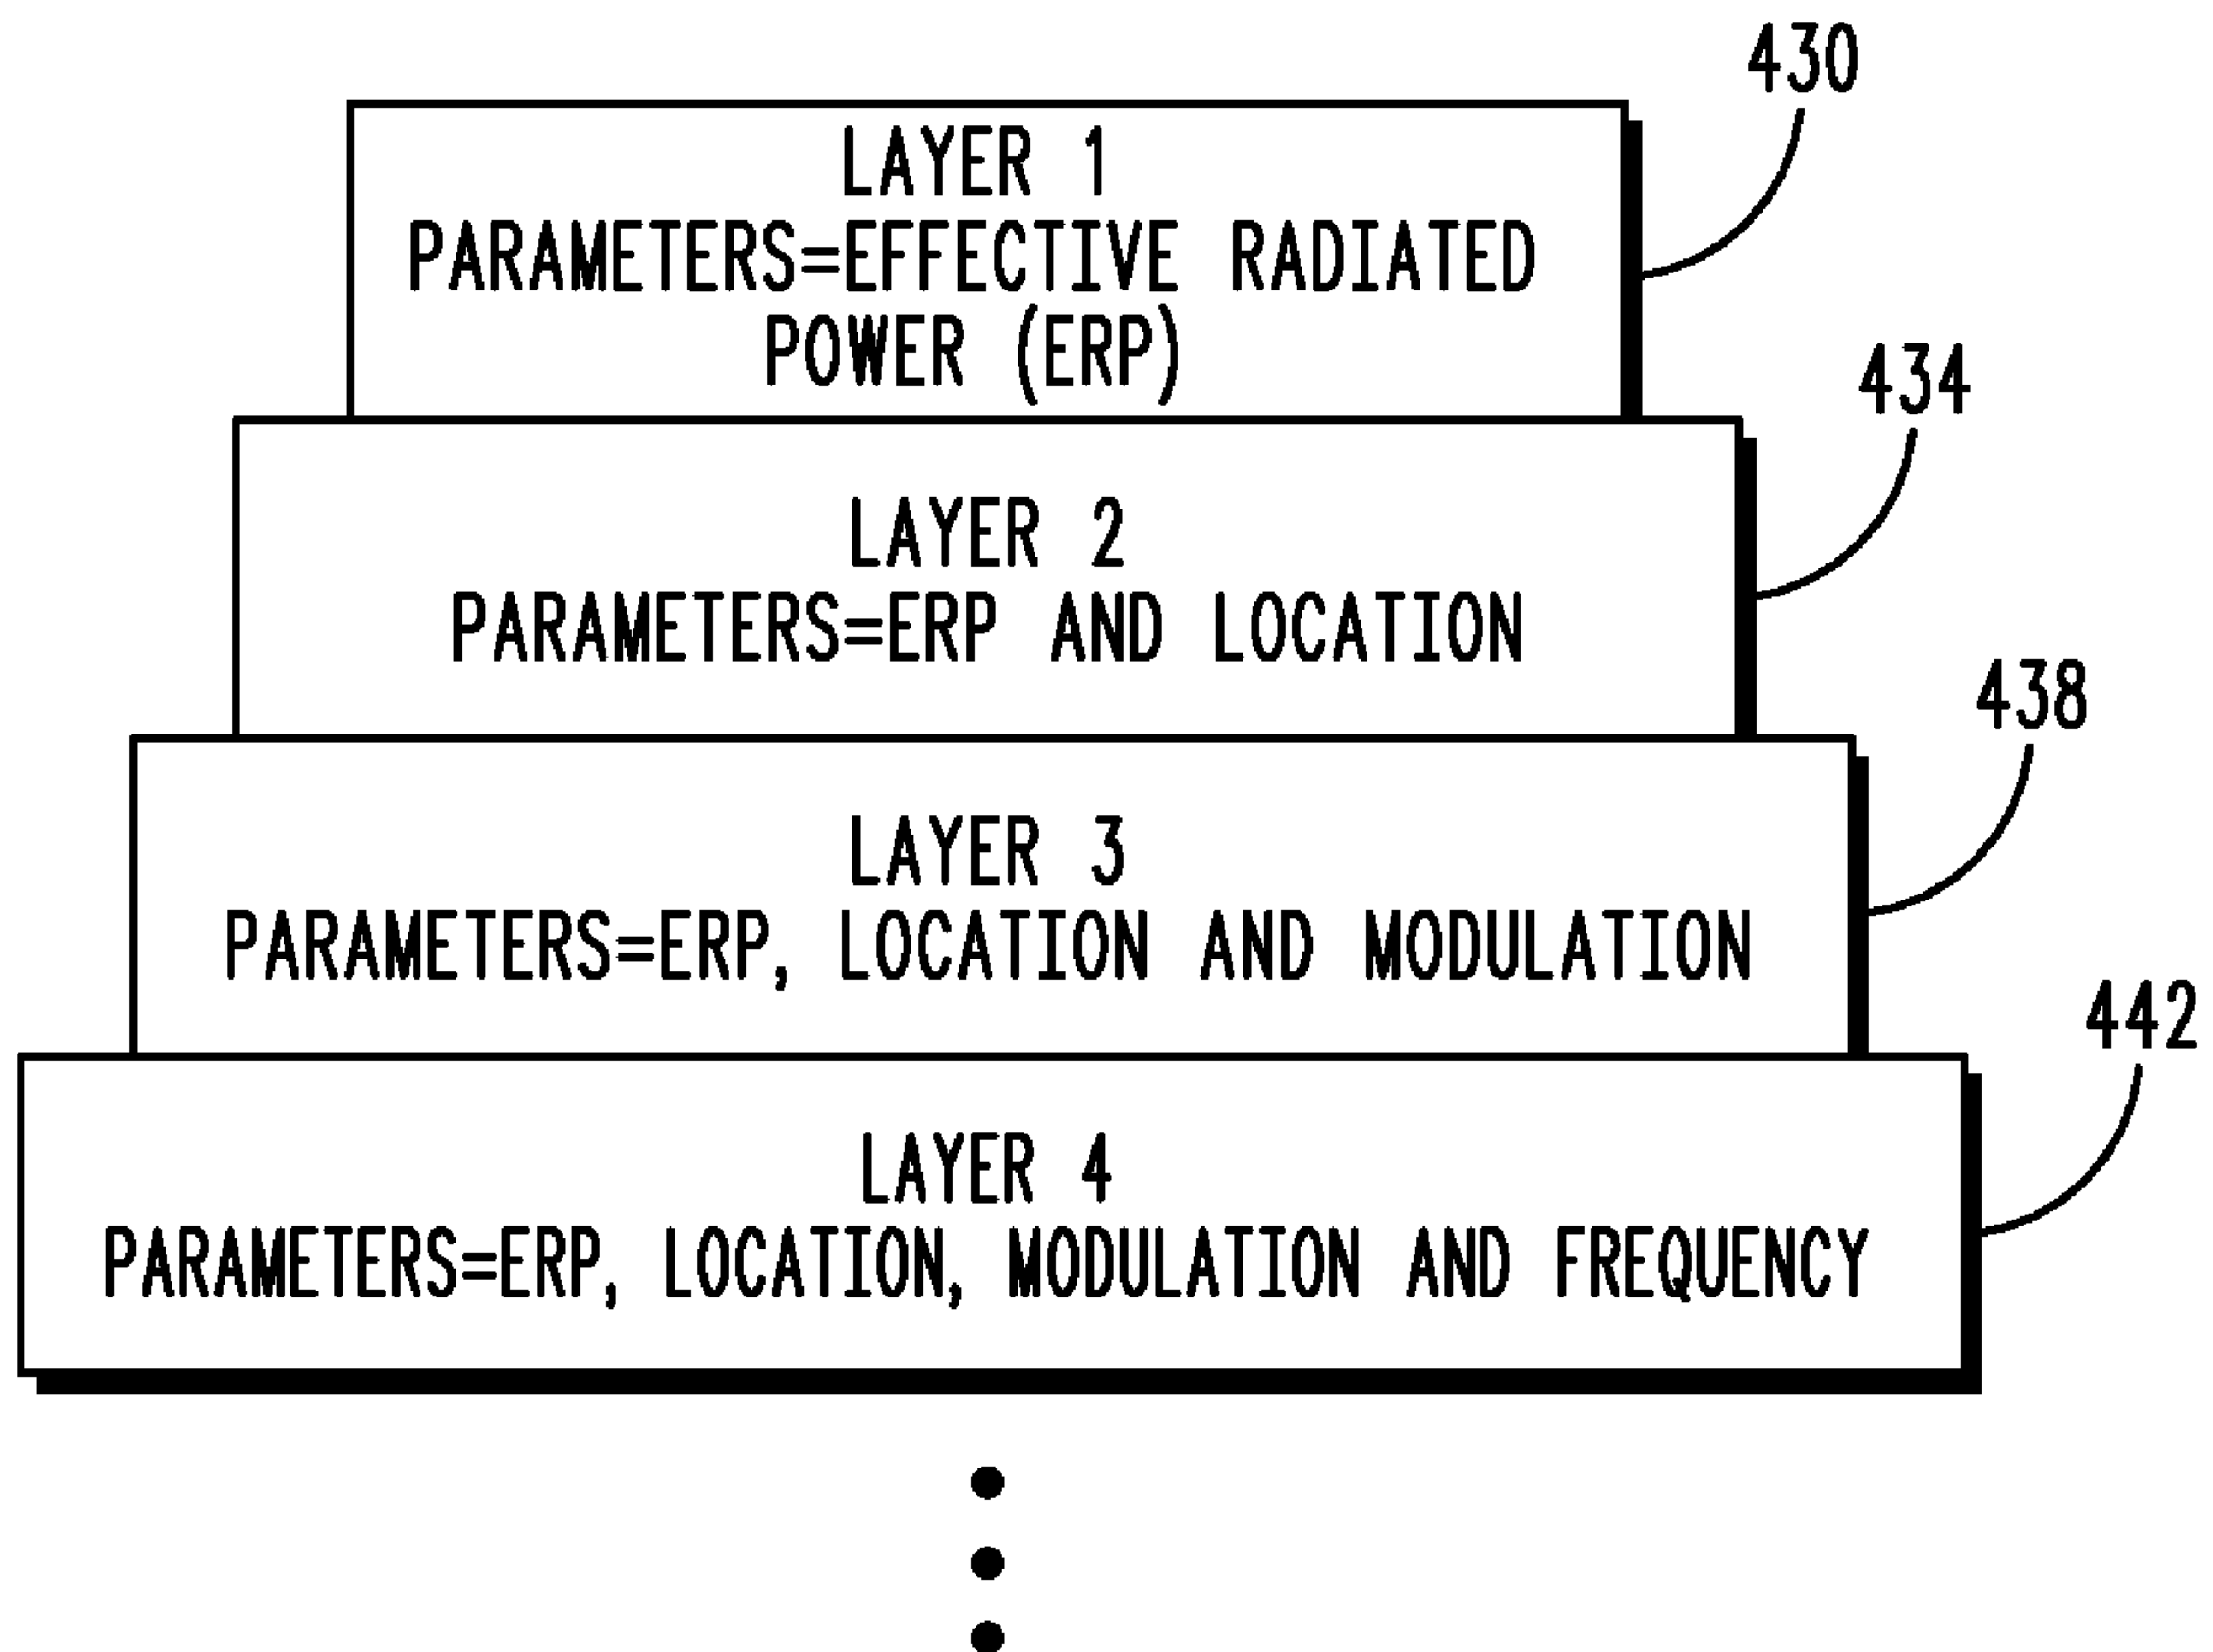 430
LAYER 1
PARAMETERS=EFFECTIVE RADIATED
POWER (ERP)
434
LAYER 2
PARAMETERS=ERP AND LOCATION
438
LAYER 3
PARAMETERS=ERP, LOCATION AND MODULATION
442
LAYER 4
PARAMETERS=ERP, LOCATION, MODULATION AND FREQUENCY